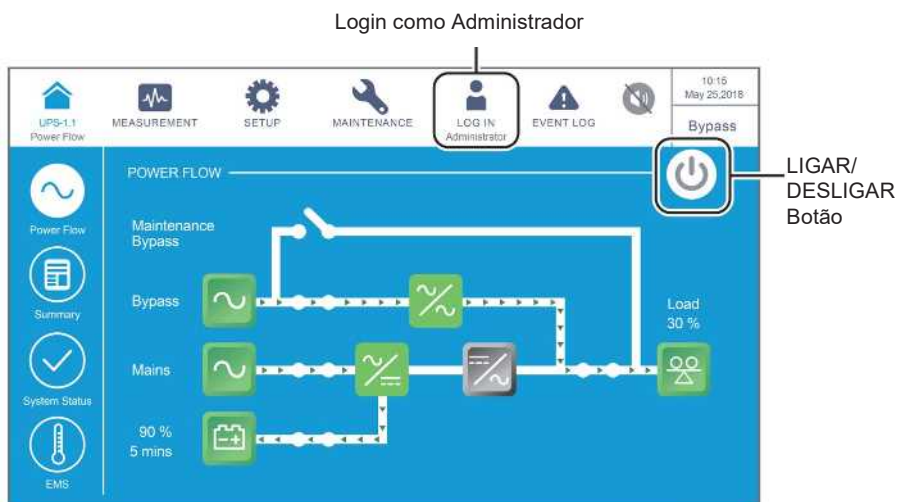 Login como Administrador
10:15
May 25,2018
UPS-1.1
Power Flow
MEASUREMENT
SETUP
MAINTENANCE
LOG IN
Administrator
EVENT LOG
Bypass
POWER FLOW
LIGAR/
DESLIGAR
Botão
Power Flow
Maintenance
Bypass
Summary
Bypass
Load
30 %
Mains
System Status
90 %
5 mins
EMS